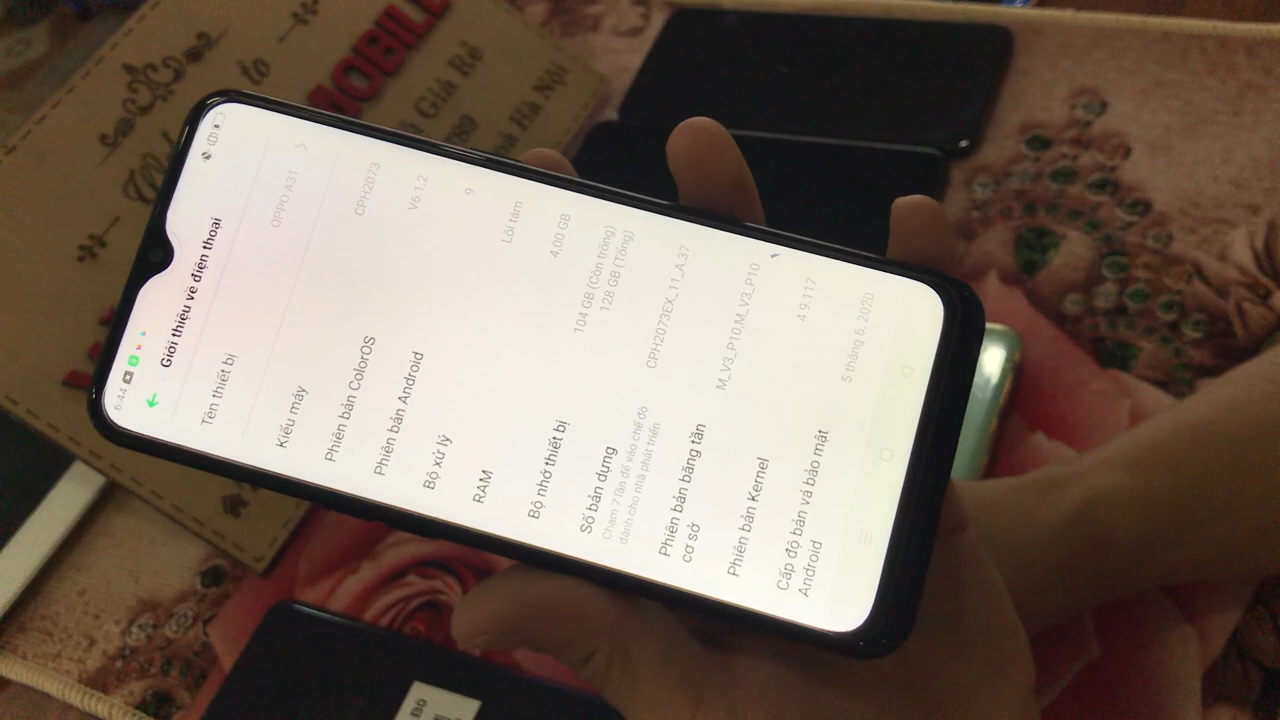 6:44
Giới thiệu về điện thoại
Tên thiết bị OPPO A31
Kiểu máy CPH2073
Phiên bản ColorOS V6.1.2
Phiên bản Android 9
Bộ xử lý Lõi tám
RAM 4.00 GB
Bộ nhớ thiết bị 104 GB (Còn trống)
128 GB (Tổng)
Số bản dựng CPH2073EX_11_A.37
Chạm 7 lần để vào chế độ
dành cho nhà phát triển
Phiên bản băng tần M_V3_P10,M_V3_P10
cơ sở
Phiên bản Kernel 4.9.117
Cấp độ bản vá bảo mật 5 tháng 6, 2020
Android
MOBILE
Giá Rẻ
Hà Nội